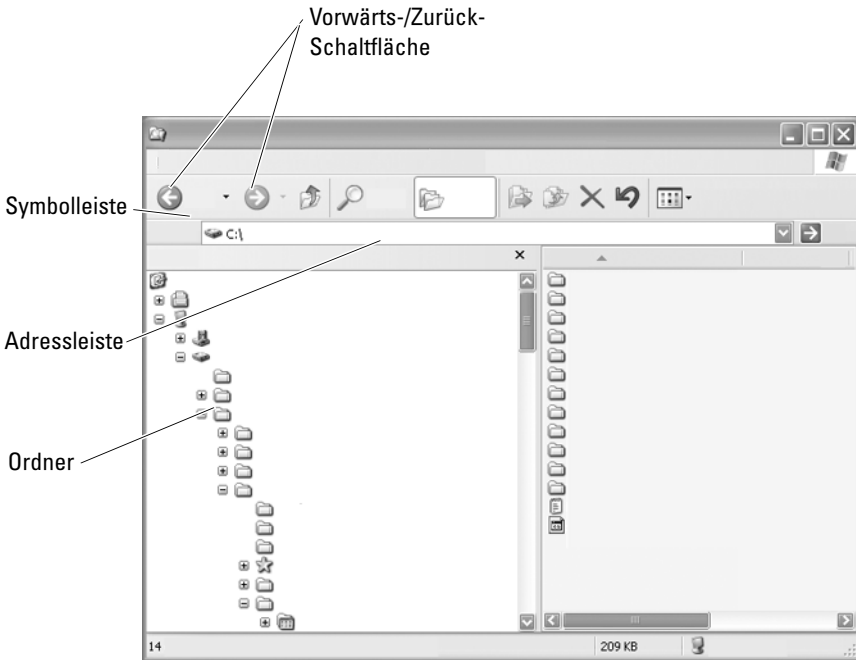 Vorwärts-/Zurück-
Schaltfläche
Symbolleiste
C:\
Adressleiste
Ordner
14
209 KB